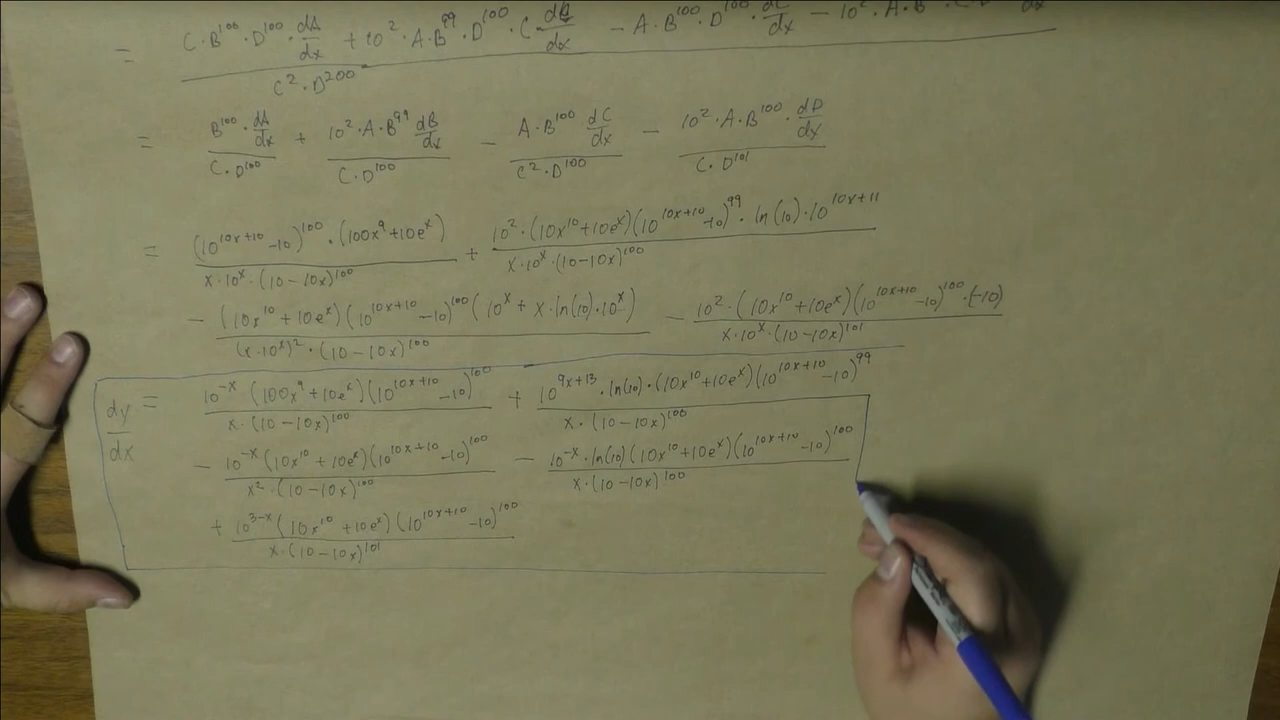 = (C·B^100·D^100·dA/dx + 10^2·A·B^99·D^100·C dB/dx − A·B^100·D^100·dC/dx − 10^2·A·B) / (C^2·D^200)
= (B^100·dA/dx)/(C·D^100) + (10^2·A·B^99 dB/dx)/(C·D^100) − (A·B^100 dC/dx)/(C^2·D^100) − (10^2·A·B^100·dD/dx)/(C·D^101)
= ((10^(10x+10) −10)^100·(100x^9+10e^x))/(x·10^x·(10−10x)^100) + (10^2·(10x^10+10e^x)(10^(10x+10) −10)^99·ln(10)·10^(10x+11))/(x·10^x·(10−10x)^100)
− ((10x^10+10e^x)(10^(10x+10) −10)^100(10^x + x·ln(10)·10^x))/((x·10^x)^2·(10−10x)^100) − (10^2·(10x^10+10e^x)(10^(10x+10) −10)^100·(−10))/(x·10^x·(10−10x)^101)
dy/dx = (10^(−x)(100x^9+10e^x)(10^(10x+10) −10)^100)/(x·(10−10x)^100) + (10^(9x+13)·ln(10)·(10x^10+10e^x)(10^(10x+10) −10)^99)/(x·(10−10x)^100)
− (10^(−x)(10x^10+10e^x)(10^(10x+10) −10)^100)/(x^2·(10−10x)^100) − (10^(−x)·ln(10)(10x^10+10e^x)(10^(10x+10) −10)^100)/(x·(10−10x)^100)
+ (10^(3−x)(10x^10+10e^x)(10^(10x+10) −10)^100)/(x·(10−10x)^101)